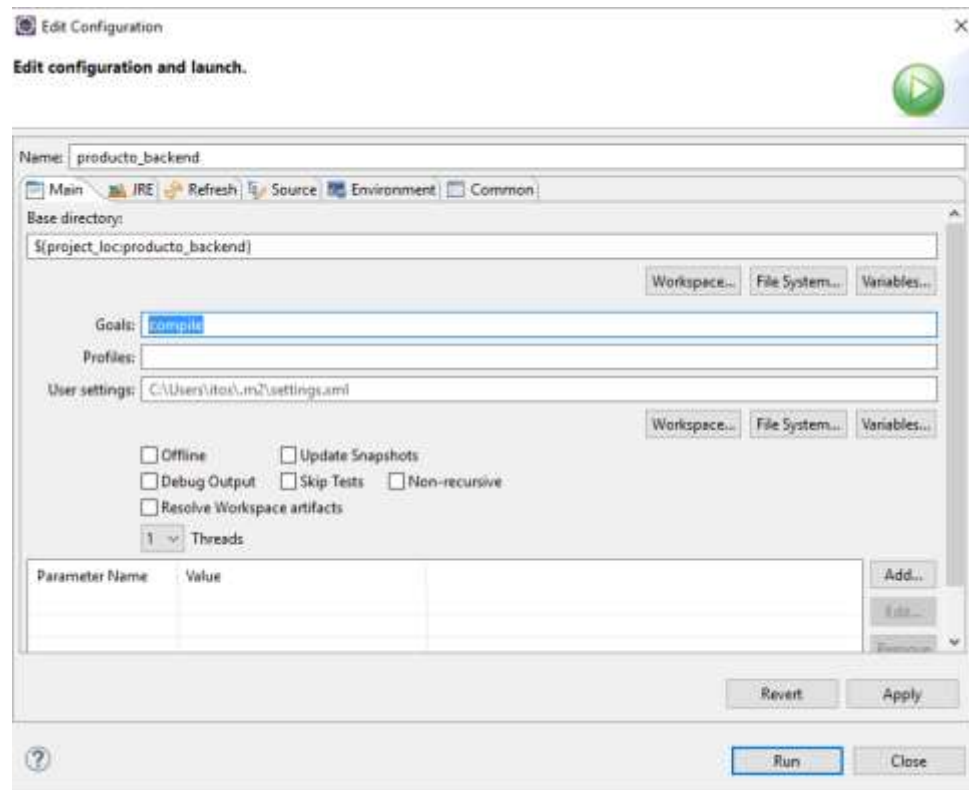 Edit Configuration
Edit configuration and launch.
Name: producto_backend
Main JRE Refresh Source Environment Common
Base directory:
${project_loc:producto_backend}
Workspace... File System... Variables...
Goals: compile
Profiles:
User settings: C:\Users\itos\.m2\settings.xml
Workspace... File System... Variables...
Offline Update Snapshots
Debug Output Skip Tests Non-recursive
Resolve Workspace artifacts
1 Threads
Parameter Name Value Add...
Edit...
Remove
Revert Apply
Run Close